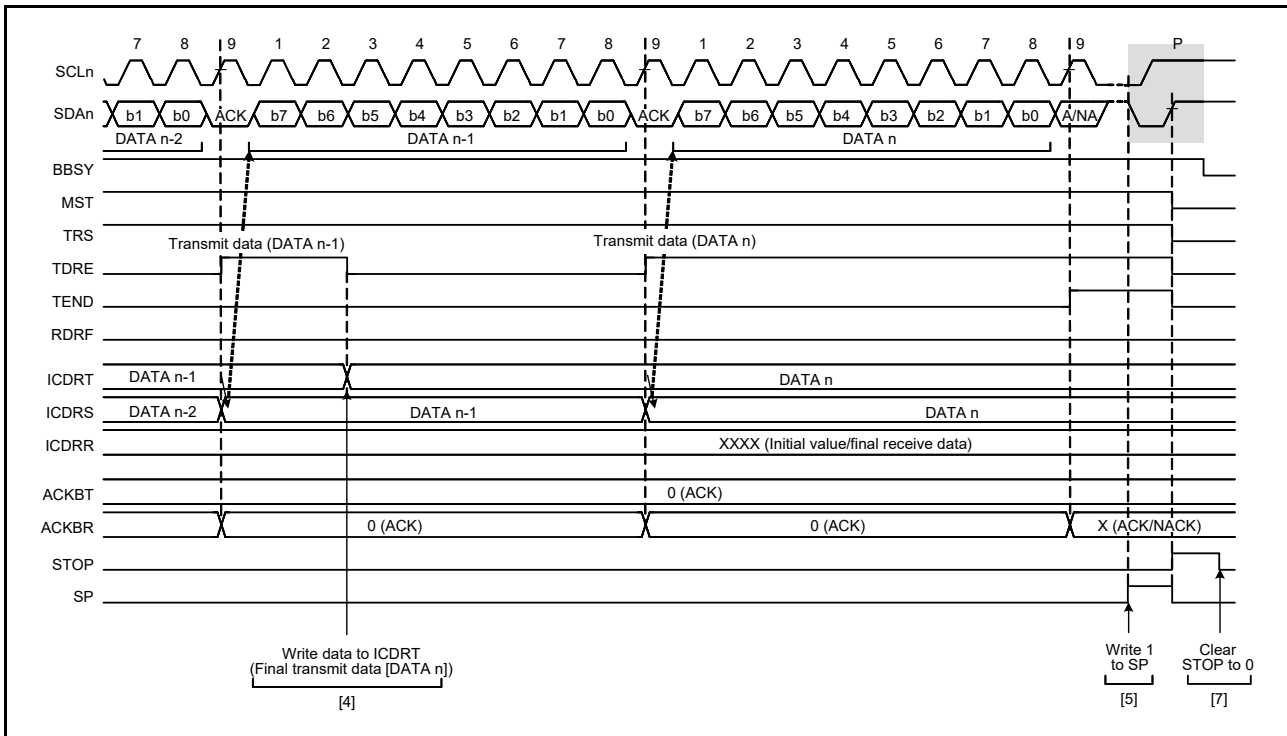 7 8 9 1 2 3 4 5 6 7 8 9 1 2 3 4 5 6 7 8 9 P
SCLn
SDAn b1 b0 ACK b7 b6 b5 b4 b3 b2 b1 b0 ACK b7 b6 b5 b4 b3 b2 b1 b0 A/NA
DATA n-2 DATA n-1 DATA n
BBSY
MST
TRS
Transmit data (DATA n-1) Transmit data (DATA n)
TDRE
TEND
RDRF
ICDRT DATA n-1 DATA n
ICDRS DATA n-2 DATA n-1 DATA n
ICDRR XXXX (Initial value/final receive data)
ACKBT 0 (ACK)
ACKBR 0 (ACK) 0 (ACK) X (ACK/NACK)
STOP
SP
Write data to ICDRT
(Final transmit data [DATA n])
[4]
Write 1
to SP
[5]
Clear
STOP to 0
[7]